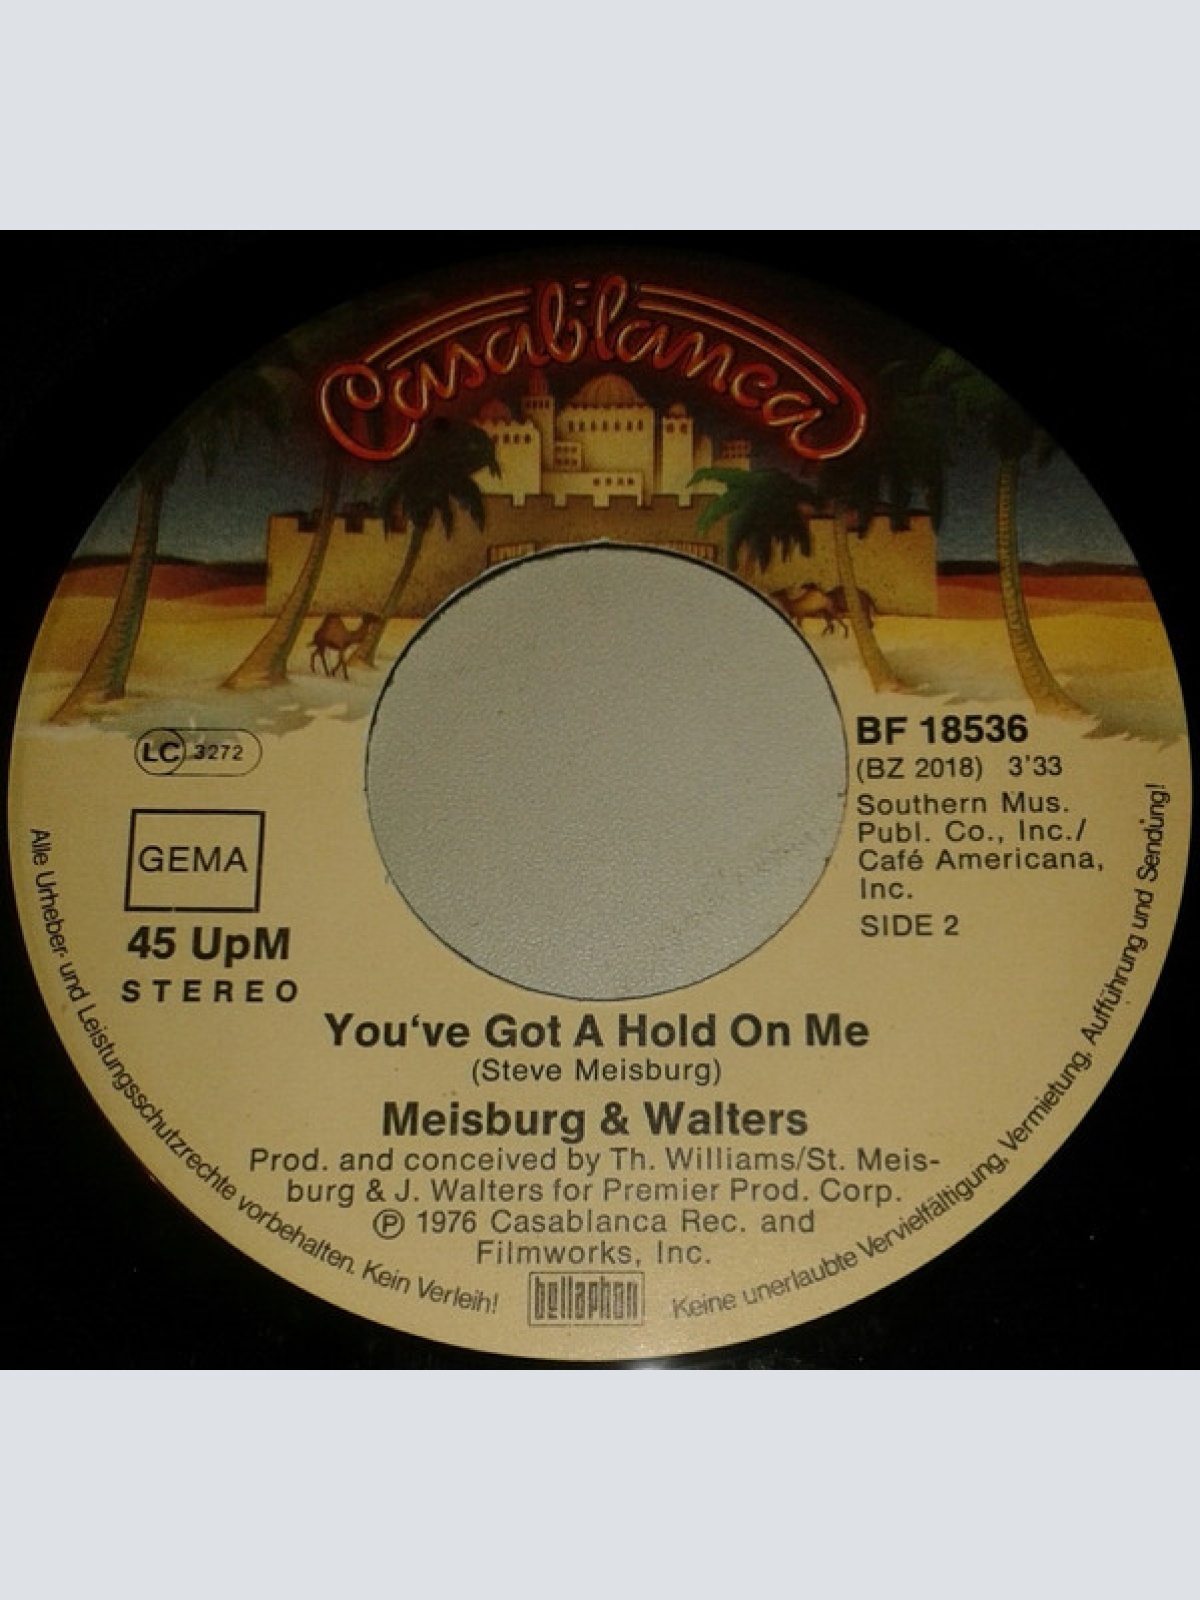 Casablanca
LC 3272
GEMA
45 UpM
STEREO
BF 18536
(BZ 2018) 3'33
Southern Mus.
Publ. Co., Inc./
Café Americana,
Inc.
SIDE 2
You‘ve Got A Hold On Me
(Steve Meisburg)
Meisburg & Walters
Prod. and conceived by Th. Williams/St. Meis-
burg & J. Walters for Premier Prod. Corp.
Ⓟ 1976 Casablanca Rec. and
Filmworks, Inc.
bellaphon
Alle Urheber- und Leistungsschutzrechte vorbehalten. Kein Verleih!
Keine unerlaubte Vervielfältigung, Vermietung, Aufführung und Sendung!